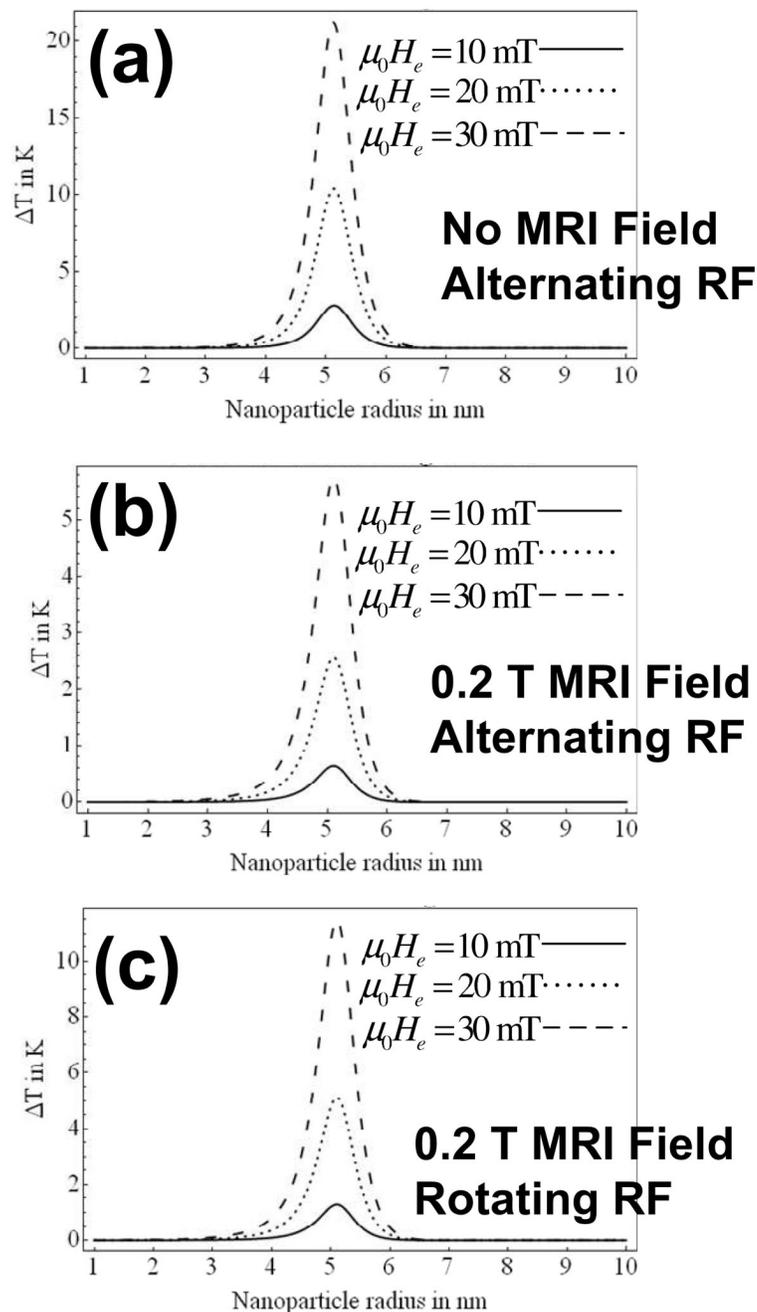 (a)
μ₀Hₑ = 10 mT
μ₀Hₑ = 20 mT
μ₀Hₑ = 30 mT
No MRI Field
Alternating RF
ΔT in K
20
15
10
5
0
1 2 3 4 5 6 7 8 9 10
Nanoparticle radius in nm
(b)
μ₀Hₑ = 10 mT
μ₀Hₑ = 20 mT
μ₀Hₑ = 30 mT
0.2 T MRI Field
Alternating RF
ΔT in K
5
4
3
2
1
0
1 2 3 4 5 6 7 8 9 10
Nanoparticle radius in nm
(c)
μ₀Hₑ = 10 mT
μ₀Hₑ = 20 mT
μ₀Hₑ = 30 mT
0.2 T MRI Field
Rotating RF
ΔT in K
10
8
6
4
2
0
1 2 3 4 5 6 7 8 9 10
Nanoparticle radius in nm